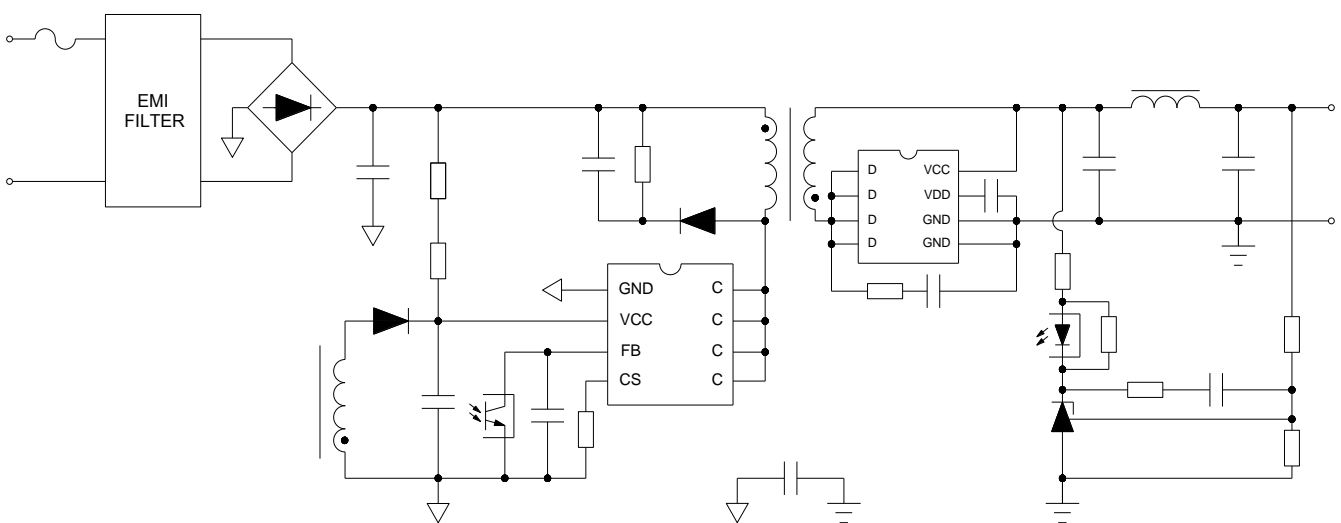 EMI
FILTER
D VCC
D VDD
D GND
D GND
GND C
VCC C
FB C
CS C